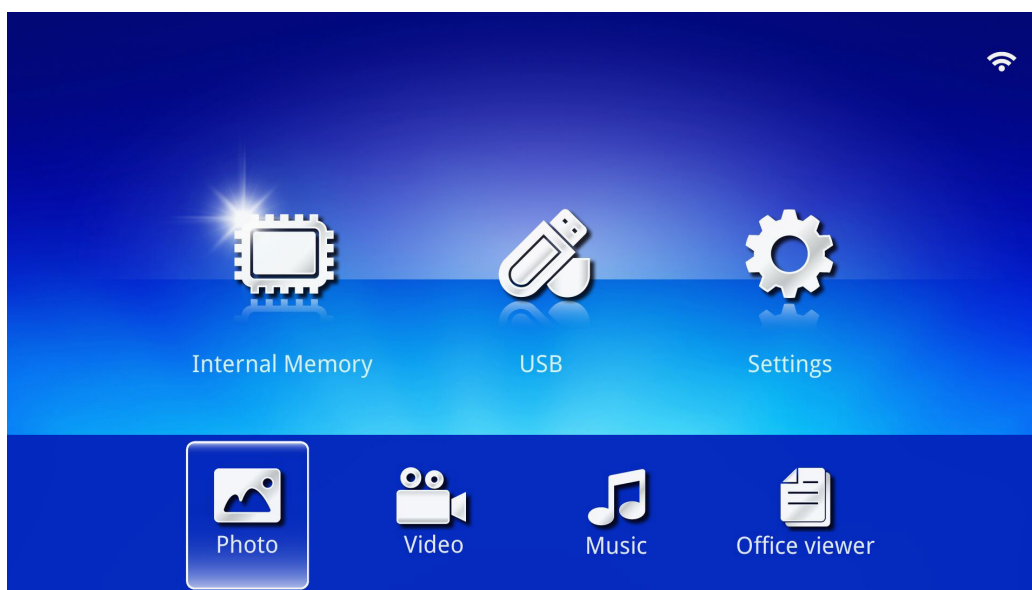 Internal Memory
USB
Settings
Photo
Video
Music
Office viewer